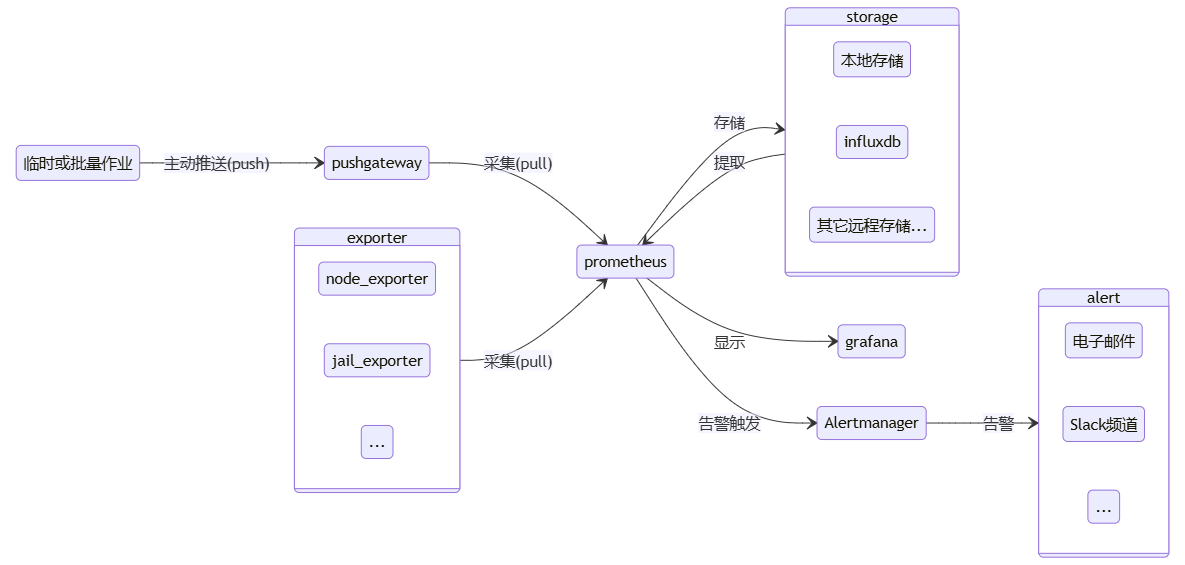 storage
本地存储
influxdb
其它远程存储...
存储
提取
临时或批量作业
主动推送(push)
pushgateway
采集(pull)
exporter
node_exporter
jail_exporter
...
采集(pull)
prometheus
显示
grafana
告警触发
Alertmanager
告警
alert
电子邮件
Slack频道
...